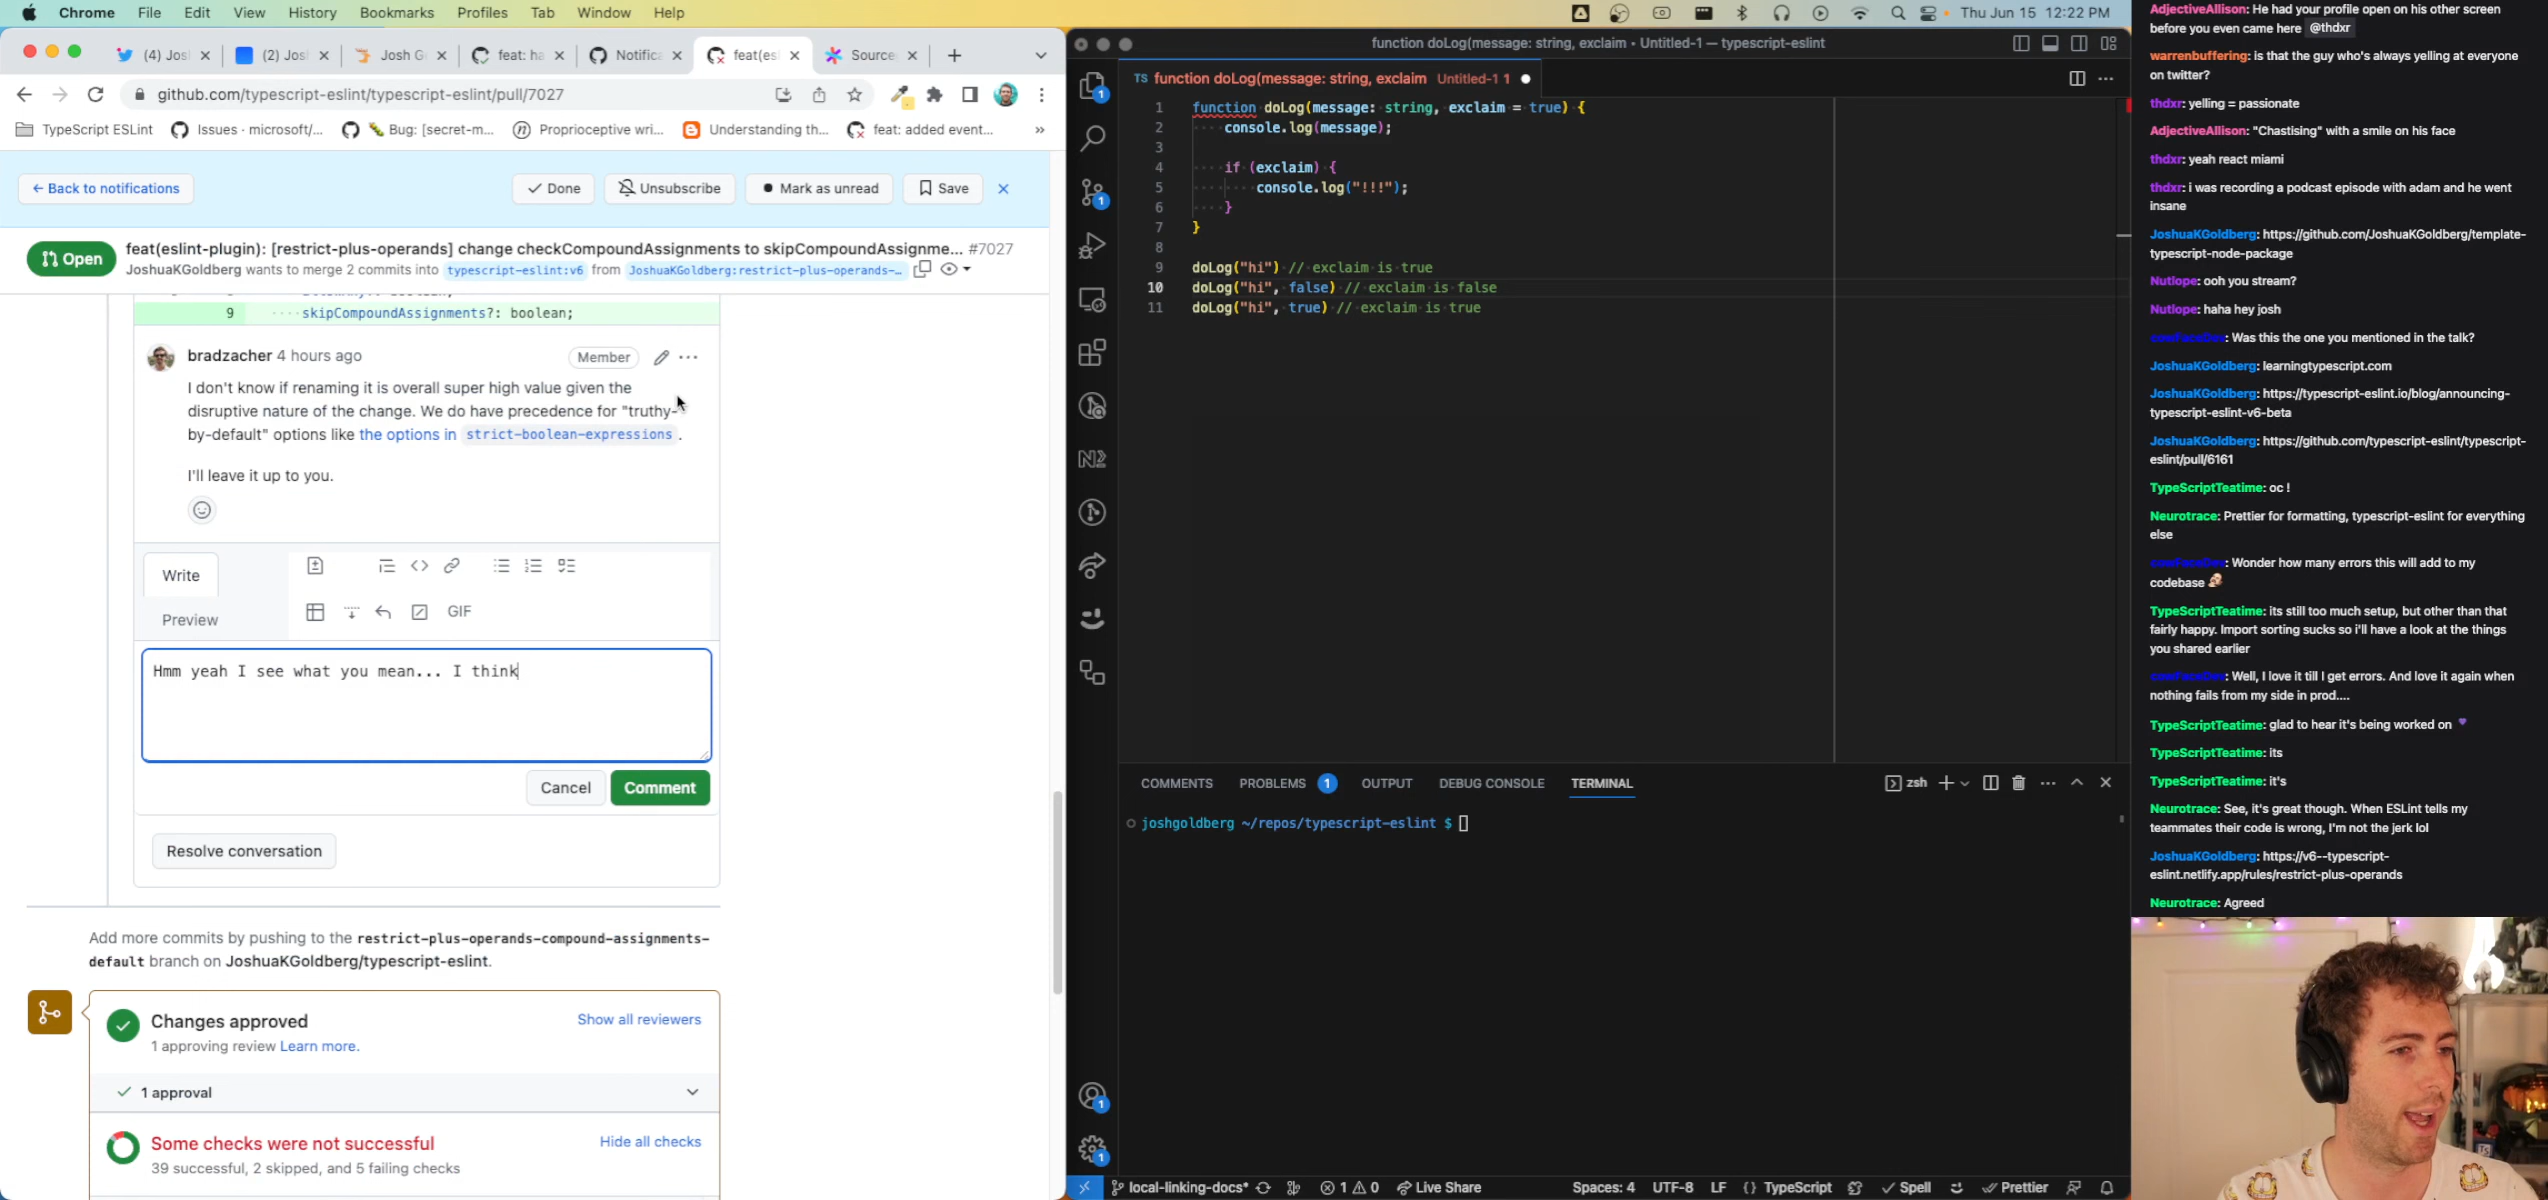 Chrome File Edit View History Bookmarks Profiles Tab Window Help
Thu Jun 15 12:22 PM
(4) Jos
(2) Josl
Josh G
feat: ha
Notifica
feat(esl
Source
github.com/typescript-eslint/typescript-eslint/pull/7027
TypeScript ESLint
Issues · microsoft/...
Bug: [secret-m...
Proprioceptive wri...
Understanding th...
feat: added event...
»
← Back to notifications
Done
Unsubscribe
Mark as unread
Save
Open
feat(eslint-plugin): [restrict-plus-operands] change checkCompoundAssignments to skipCompoundAssignme... #7027
JoshuaKGoldberg wants to merge 2 commits into typescript-eslint:v6 from JoshuaKGoldberg:restrict-plus-operands-…
9 skipCompoundAssignments?: boolean;
bradzacher 4 hours ago
Member
I don't know if renaming it is overall super high value given the
disruptive nature of the change. We do have precedence for "truthy-
by-default" options like the options in strict-boolean-expressions .
I'll leave it up to you.
Write
Preview
GIF
Hmm yeah I see what you mean... I think
Cancel
Comment
Resolve conversation
Add more commits by pushing to the restrict-plus-operands-compound-assignments-
default branch on JoshuaKGoldberg/typescript-eslint.
Changes approved
Show all reviewers
1 approving review Learn more.
1 approval
Some checks were not successful
Hide all checks
39 successful, 2 skipped, and 5 failing checks
function doLog(message: string, exclaim • Untitled-1 — typescript-eslint
TS function doLog(message: string, exclaim Untitled-1 1
1 function doLog(message: string, exclaim = true) {
2 console.log(message);
3
4 if (exclaim) {
5 console.log("!!!");
6 }
7 }
8
9 doLog("hi") // exclaim is true
10 doLog("hi", false) // exclaim is false
11 doLog("hi", true) // exclaim is true
COMMENTS PROBLEMS 1 OUTPUT DEBUG CONSOLE TERMINAL
zsh
joshgoldberg ~/repos/typescript-eslint $
local-linking-docs*
1 0
Live Share
Spaces: 4 UTF-8 LF {} TypeScript
Spell
Prettier
AdjectiveAllison: He had your profile open on his other screen
before you even came here @thdxr
warrenbuffering: is that the guy who's always yelling at everyone
on twitter?
thdxr: yelling = passionate
AdjectiveAllison: "Chastising" with a smile on his face
thdxr: yeah react miami
thdxr: i was recording a podcast episode with adam and he went
insane
JoshuaKGoldberg: https://github.com/JoshuaKGoldberg/template-
typescript-node-package
Nutlope: ooh you stream?
Nutlope: haha hey josh
: Was this the one you mentioned in the talk?
JoshuaKGoldberg: learningtypescript.com
JoshuaKGoldberg: https://typescript-eslint.io/blog/announcing-
typescript-eslint-v6-beta
JoshuaKGoldberg: https://github.com/typescript-eslint/typescript-
eslint/pull/6161
TypeScriptTeatime: oc !
Neurotrace: Prettier for formatting, typescript-eslint for everything
else
: Wonder how many errors this will add to my
codebase
TypeScriptTeatime: its still too much setup, but other than that
fairly happy. Import sorting sucks so i'll have a look at the things
you shared earlier
: Well, I love it till I get errors. And love it again when
nothing fails from my side in prod....
TypeScriptTeatime: glad to hear it's being worked on
TypeScriptTeatime: its
TypeScriptTeatime: it's
Neurotrace: See, it's great though. When ESLint tells my
teammates their code is wrong, I'm not the jerk lol
JoshuaKGoldberg: https://v6--typescript-
eslint.netlify.app/rules/restrict-plus-operands
Neurotrace: Agreed